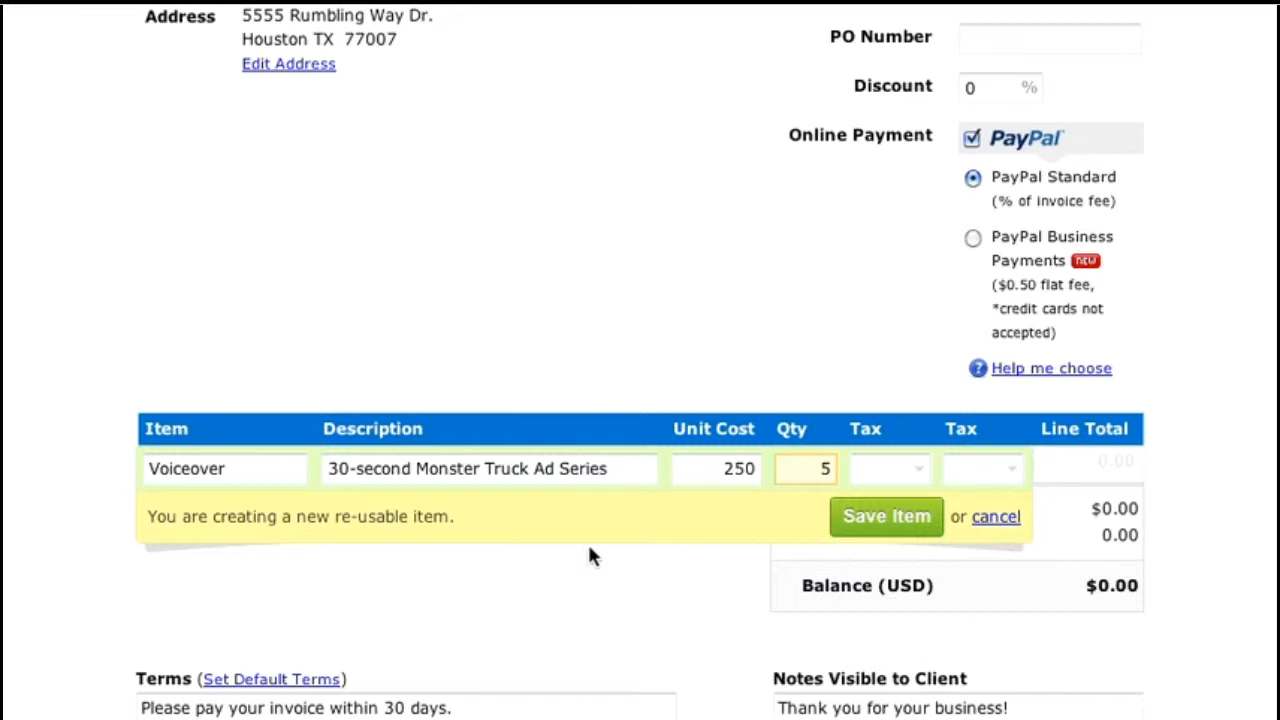 Address 5555 Rumbling Way Dr.
Houston TX 77007
Edit Address
PO Number
Discount 0 %
Online Payment PayPal
PayPal Standard
(% of invoice fee)
PayPal Business
Payments new
($0.50 flat fee,
*credit cards not
accepted)
? Help me choose
Item Description Unit Cost Qty Tax Tax Line Total
Voiceover 30-second Monster Truck Ad Series 250 5 0.00
You are creating a new re-usable item. Save Item or cancel
$0.00
0.00
Balance (USD) $0.00
Terms (Set Default Terms)
Please pay your invoice within 30 days.
Notes Visible to Client
Thank you for your business!